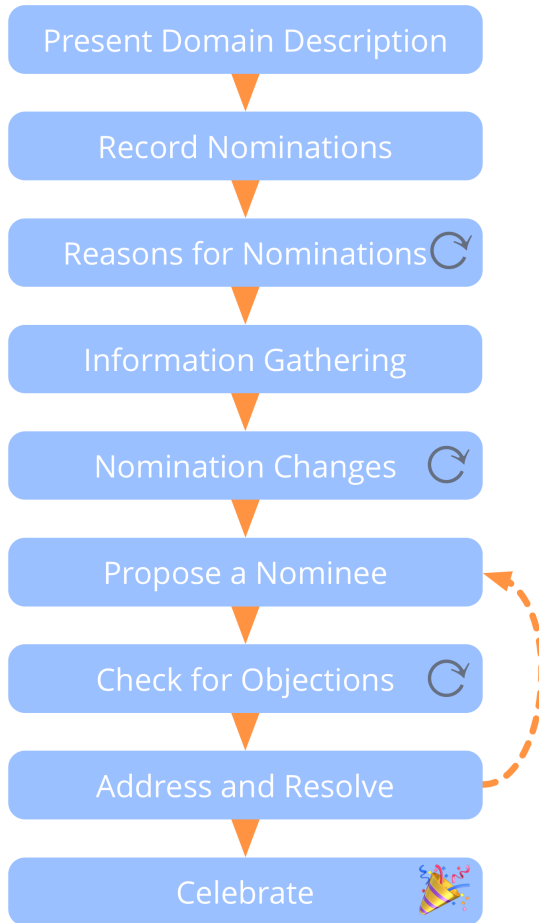 Present Domain Description
Record Nominations
Reasons for Nominations
Information Gathering
Nomination Changes
Propose a Nominee
Check for Objections
Address and Resolve
Celebrate